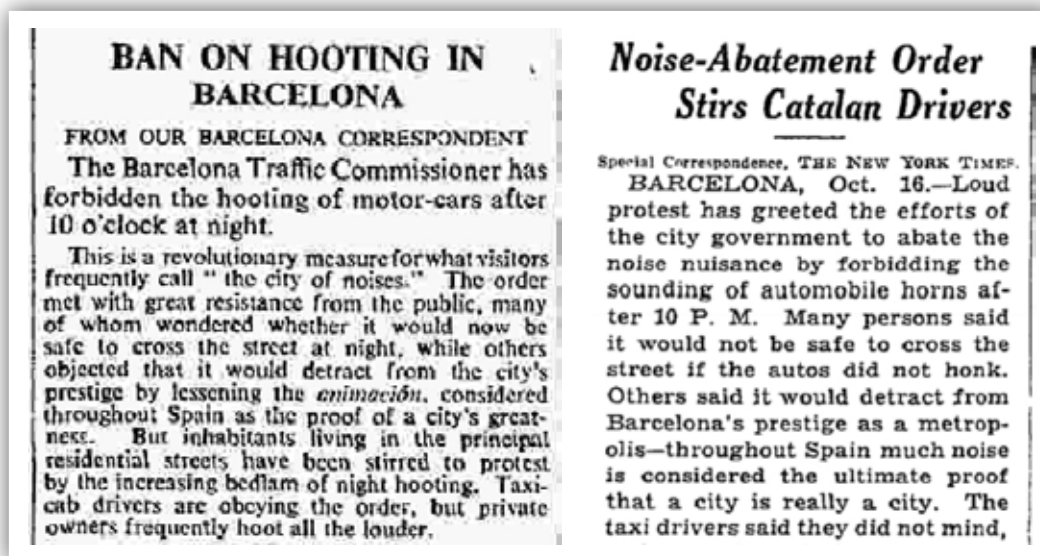 BAN ON HOOTING IN
BARCELONA
FROM OUR BARCELONA CORRESPONDENT
The Barcelona Traffic Commissioner has
forbidden the hooting of motor-cars after
10 o'clock at night.
This is a revolutionary measure for what visitors
frequently call "the city of noises." The order
met with great resistance from the public, many
of whom wondered whether it would now be
safe to cross the street at night, while others
objected that it would detract from the city's
prestige by lessening the animación, considered
throughout Spain as the proof of a city's great-
ness. But inhabitants living in the principal
residential streets have been stirred to protest
by the increasing bedlam of night hooting. Taxi-
cab drivers are obeying the order, but private
owners frequently hoot all the louder.
Noise-Abatement Order
Stirs Catalan Drivers
Special Correspondence, THE NEW YORK TIMES.
BARCELONA, Oct. 16.—Loud
protest has greeted the efforts of
the city government to abate the
noise nuisance by forbidding the
sounding of automobile horns af-
ter 10 P. M. Many persons said
it would not be safe to cross the
street if the autos did not honk.
Others said it would detract from
Barcelona's prestige as a metrop-
olis—throughout Spain much noise
is considered the ultimate proof
that a city is really a city. The
taxi drivers said they did not mind,